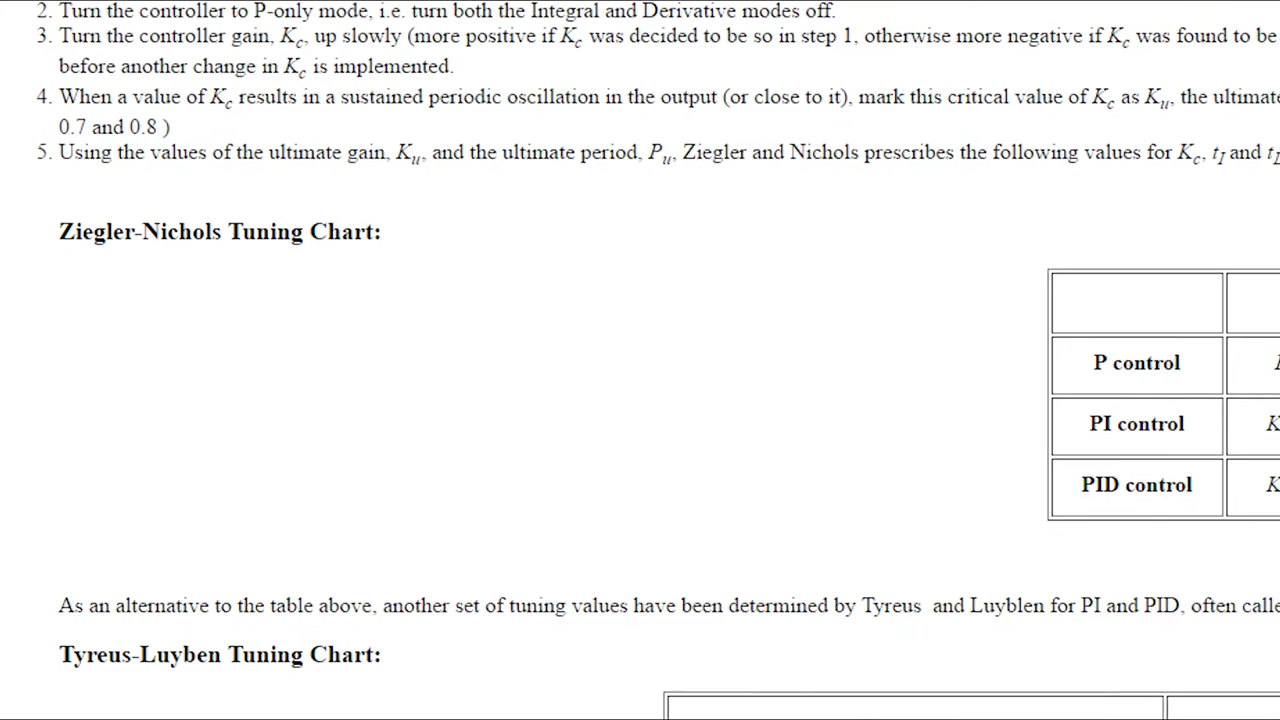 2. Turn the controller to P-only mode, i.e. turn both the Integral and Derivative modes off.
3. Turn the controller gain, Kc, up slowly (more positive if Kc was decided to be so in step 1, otherwise more negative if Kc was found to be
before another change in Kc is implemented.
4. When a value of Kc results in a sustained periodic oscillation in the output (or close to it), mark this critical value of Kc as Ku, the ultimate
0.7 and 0.8 )
5. Using the values of the ultimate gain, Ku, and the ultimate period, Pu, Ziegler and Nichols prescribes the following values for Kc, tI and t
Ziegler-Nichols Tuning Chart:
P control
PI control K
PID control K
As an alternative to the table above, another set of tuning values have been determined by Tyreus and Luyblen for PI and PID, often calle
Tyreus-Luyben Tuning Chart: